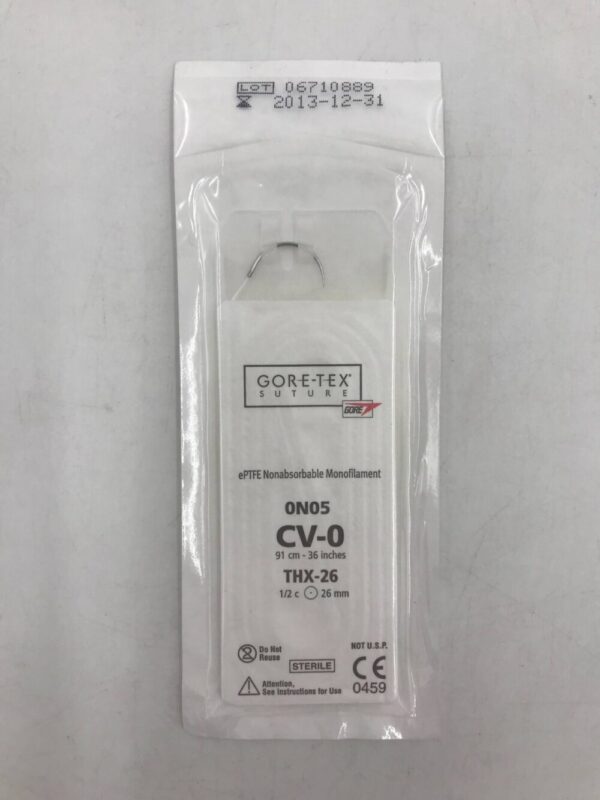 LOT 06710889
2013-12-31
GORE-TEX®
SUTURE
GORE
ePTFE Nonabsorbable Monofilament
0N05
CV-0
91 cm - 36 inches
THX-26
1/2 c 26 mm
Do Not
Reuse
STERILE
NOT U.S.P.
CE
0459
Attention,
See Instructions for Use